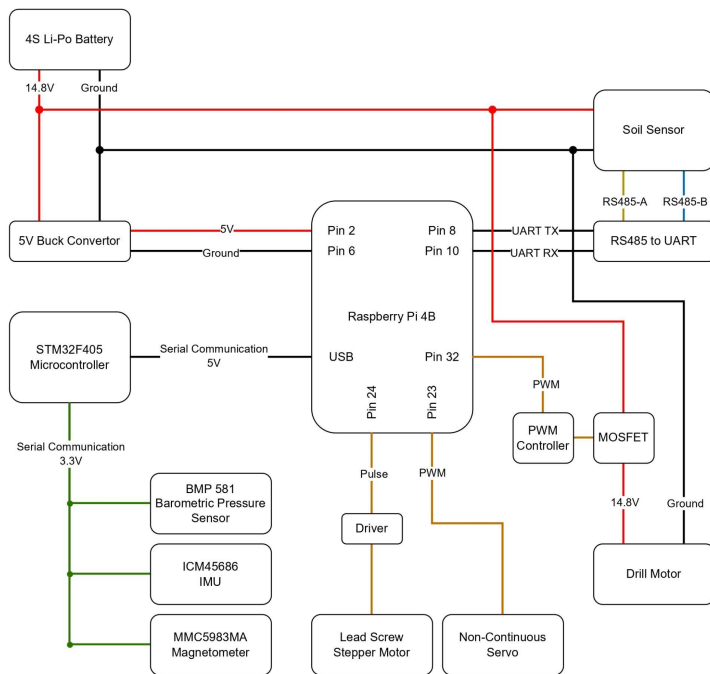 4S Li-Po Battery
14.8V
Ground
Soil Sensor
RS485-A
RS485-B
5V Buck Convertor
5V
Ground
Pin 2
Pin 6
Pin 8
Pin 10
UART TX
UART RX
RS485 to UART
Raspberry Pi 4B
STM32F405
Microcontroller
Serial Communication
5V
USB
Pin 32
Pin 24
Pin 23
PWM
PWM
Controller
MOSFET
Serial Communication
3.3V
Pulse
PWM
BMP 581
Barometric Pressure
Sensor
Driver
14.8V
Ground
ICM45686
IMU
Drill Motor
MMC5983MA
Magnetometer
Lead Screw
Stepper Motor
Non-Continuous
Servo